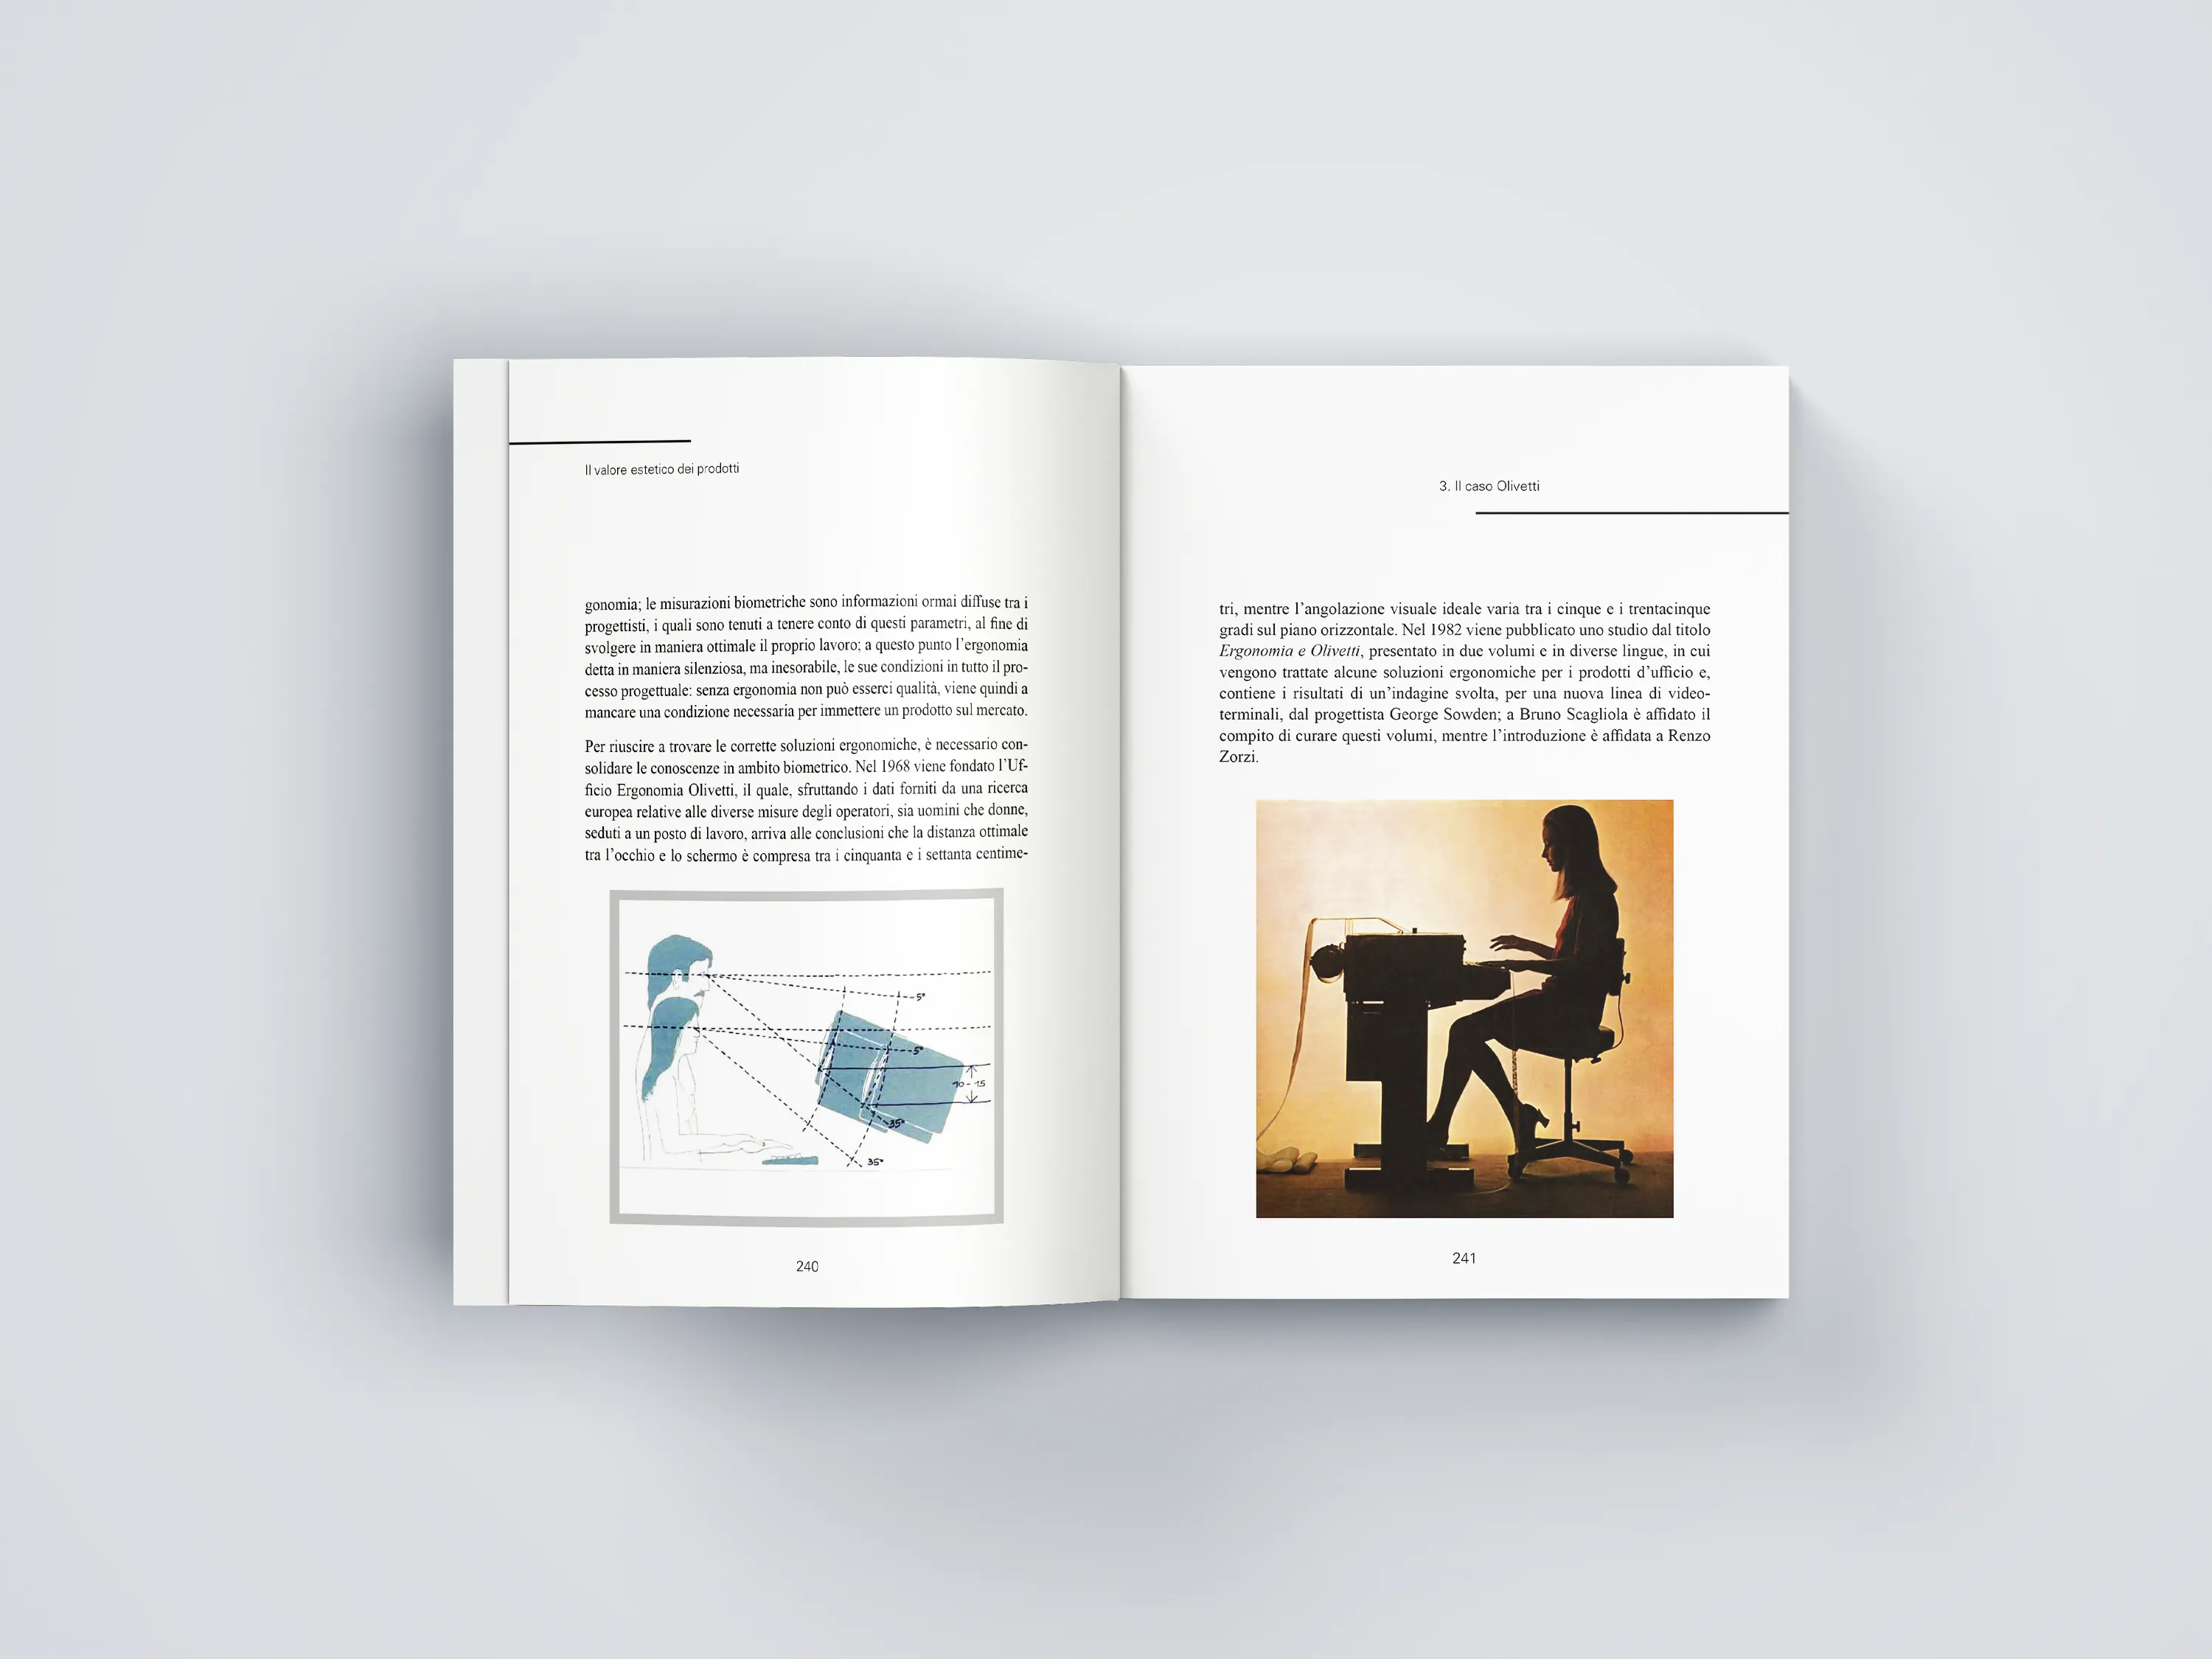 Il valore estetico dei prodotti
gonomia; le misurazioni biometriche sono informazioni ormai diffuse tra i
progettisti, i quali sono tenuti a tenere conto di questi parametri, al fine di
svolgere in maniera ottimale il proprio lavoro; a questo punto l'ergonomia
detta in maniera silenziosa, ma inesorabile, le sue condizioni in tutto il pro-
cesso progettuale: senza ergonomia non può esserci qualità, viene quindi a
mancare una condizione necessaria per immettere un prodotto sul mercato.
Per riuscire a trovare le corrette soluzioni ergonomiche, è necessario con-
solidare le conoscenze in ambito biometrico. Nel 1968 viene fondato l'Uf-
ficio Ergonomia Olivetti, il quale, sfruttando i dati forniti da una ricerca
europea relative alle diverse misure degli operatori, sia uomini che donne,
seduti a un posto di lavoro, arriva alle conclusioni che la distanza ottimale
tra l'occhio e lo schermo è compresa tra i cinquanta e i settanta centime-
5°
5°
10 - 15
35°
35°
240
3. Il caso Olivetti
tri, mentre l'angolazione visuale ideale varia tra i cinque e i trentacinque
gradi sul piano orizzontale. Nel 1982 viene pubblicato uno studio dal titolo
Ergonomia e Olivetti, presentato in due volumi e in diverse lingue, in cui
vengono trattate alcune soluzioni ergonomiche per i prodotti d'ufficio e,
contiene i risultati di un'indagine svolta, per una nuova linea di video-
terminali, dal progettista George Sowden; a Bruno Scagliola è affidato il
compito di curare questi volumi, mentre l'introduzione è affidata a Renzo
Zorzi.
241